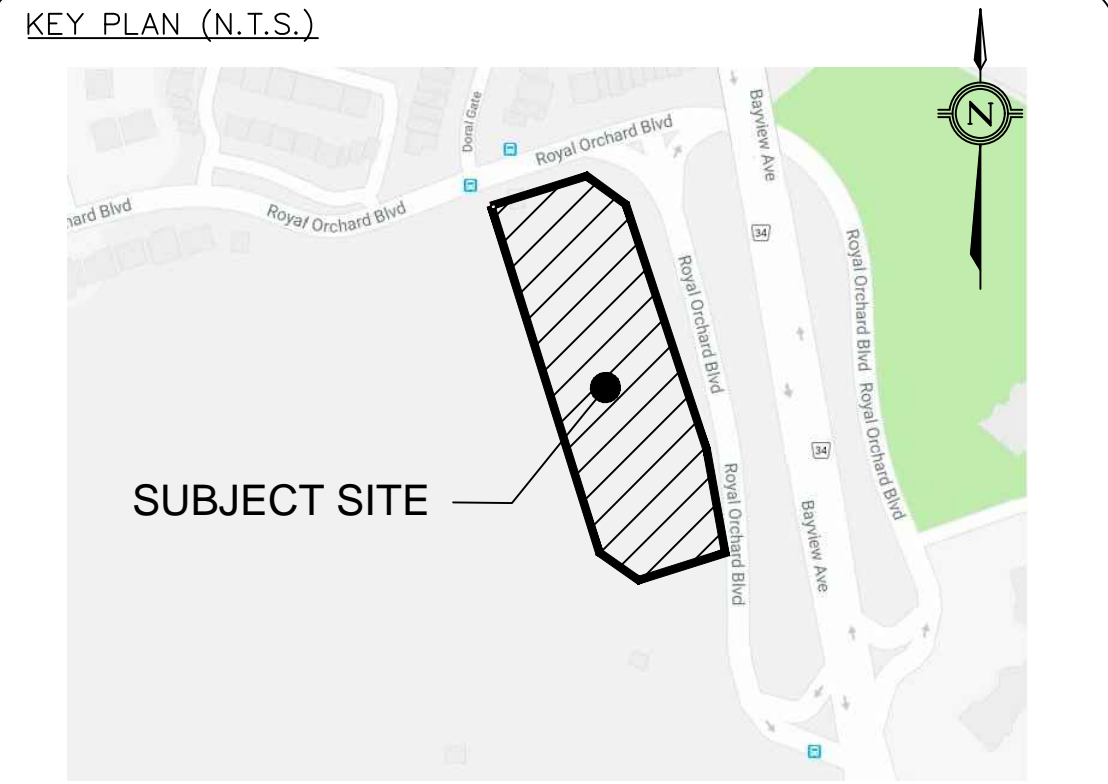 KEY PLAN (N.T.S.)
N
Doral Gate
Bayview Ave
Royal Orchard Blvd
hard Blvd
Royal Orchard Blvd
34
Royal Orchard Blvd
Royal Orchard Blvd
Royal Orchard Blvd
34
SUBJECT SITE
Royal Orchard Blvd
Bayview Ave